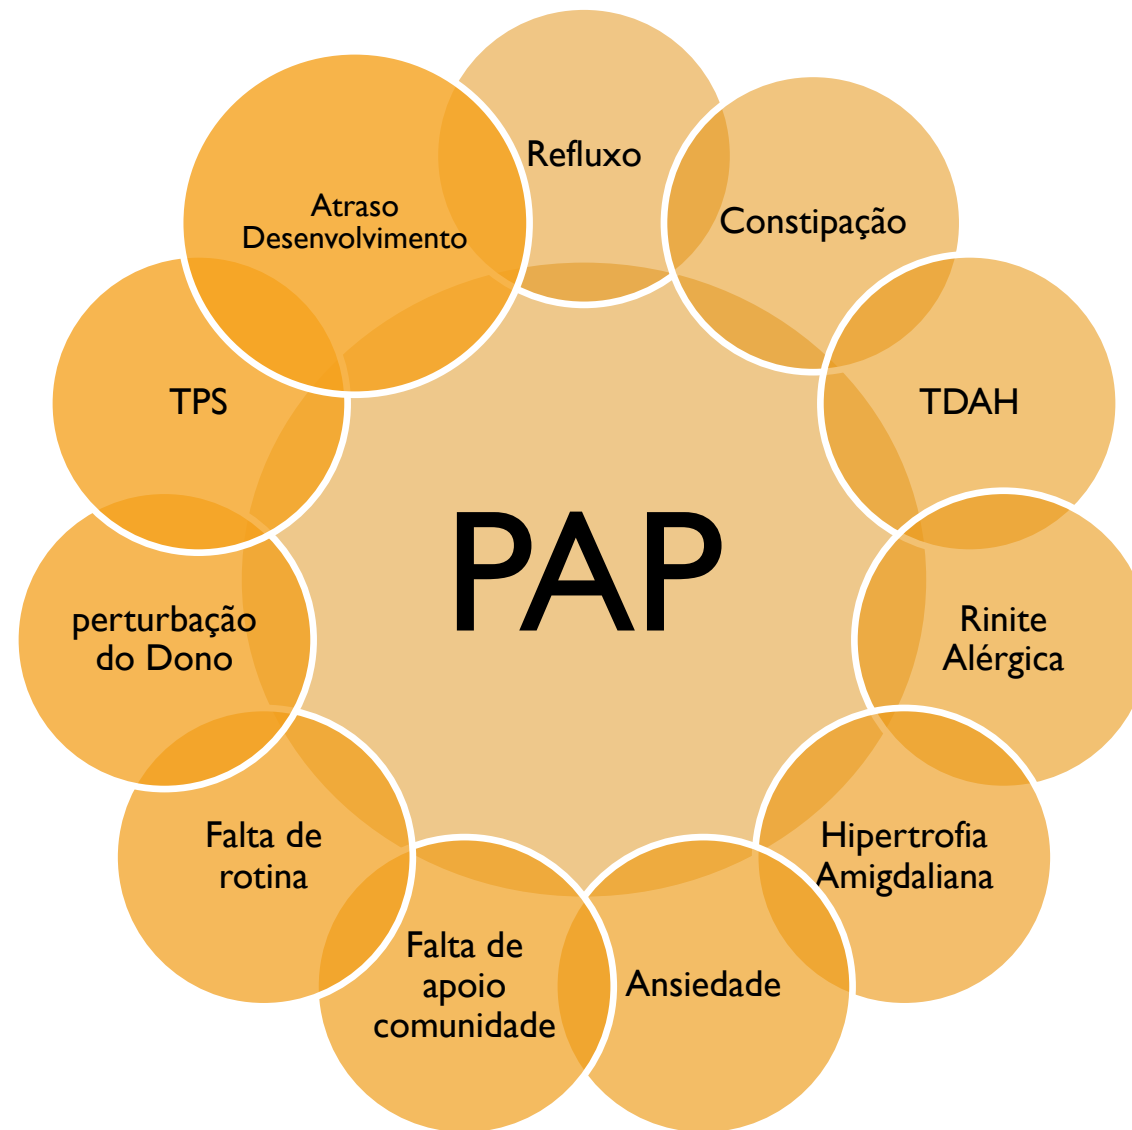 Refluxo
Constipação
TDAH
Rinite
Alérgica
Hipertrofia
Amigdaliana
Ansiedade
Falta de
apoio
comunidade
Falta de
rotina
perturbação
do Dono
TPS
Atraso
Desenvolvimento
PAP